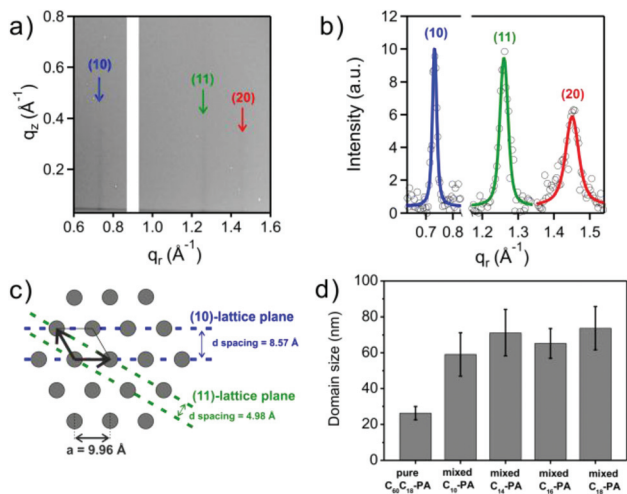 a)
0.8
0.6
0.4
0.2
q_z (Å⁻¹)
(10)
(11)
(20)
0.6 0.8 1.0 1.2 1.4 1.6
q_r (Å⁻¹)
b)
12
10
8
6
4
2
0
Intensity (a.u.)
(10)
(11)
(20)
0.7 0.8 1.2 1.3 1.4 1.5
q_r (Å⁻¹)
c)
(10)-lattice plane
d spacing = 8.57 Å
(11)-lattice plane
d spacing = 4.98 Å
a = 9.96 Å
d)
100
80
60
40
20
0
Domain size (nm)
pure
C₆₀C₁₈-PA
mixed
C₁₀-PA
mixed
C₁₄-PA
mixed
C₁₆-PA
mixed
C₁₈-PA